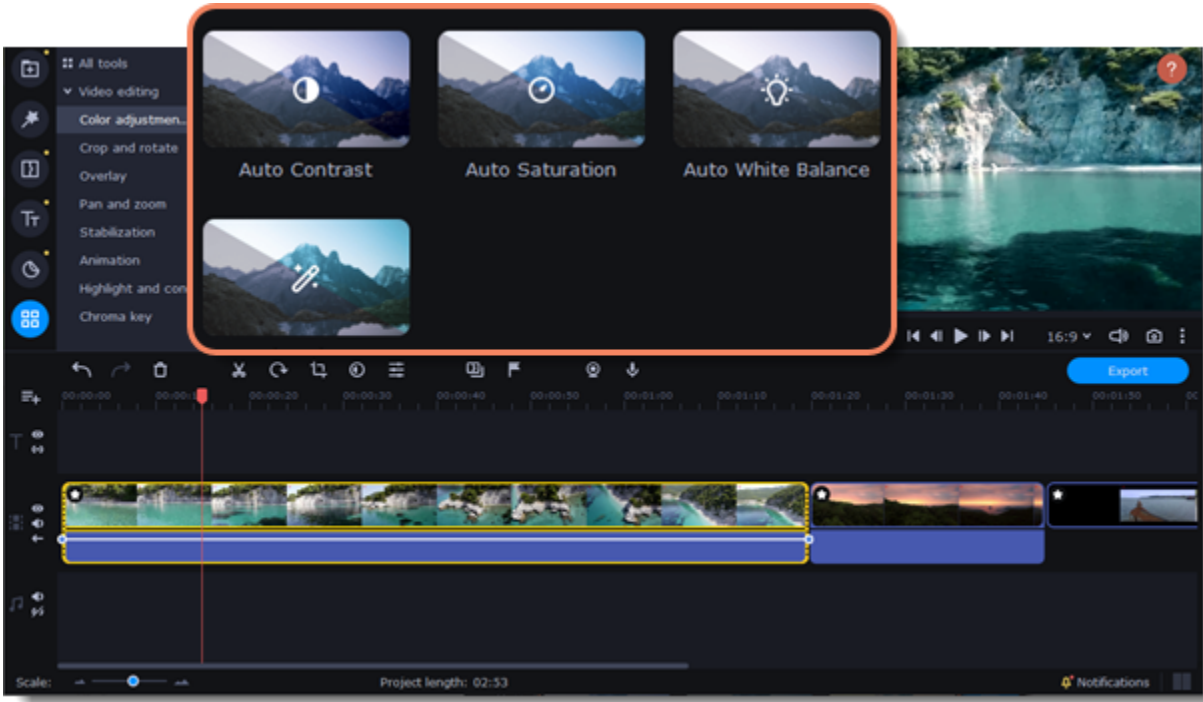 All tools
Video editing
Color adjustmen..
Crop and rotate
Overlay
Pan and zoom
Stabilization
Animation
Highlight and con
Chroma key
Auto Contrast
Auto Saturation
Auto White Balance
?
16:9
Export
00:00:00
00:00:1
00:00:20
00:00:30
00:00:40
00:00:50
00:01:00
00:01:10
00:01:20
00:01:30
00:01:40
00:01:50
Scale:
Project length: 02:53
Notifications